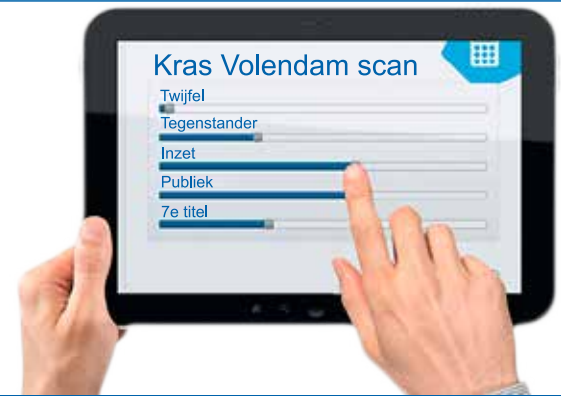 Kras Volendam scan
Twijfel
Tegenstander
Inzet
Publiek
7e titel